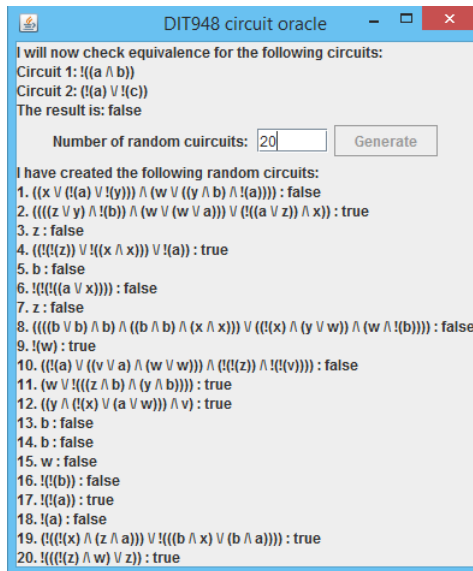 DIT948 circuit oracle
I will now check equivalence for the following circuits:
Circuit 1: !((a /\ b))
Circuit 2: (!(a) \/ !(c))
The result is: false
Number of random cuircuits: 20 Generate
I have created the following random circuits:
1. ((x \/ (!(a) \/ !(y))) /\ (w \/ ((y /\ b) /\ !(a)))) : false
2. ((((z \/ y) /\ !(b)) /\ (w \/ (w \/ a))) \/ (!((a \/ z)) /\ x)) : true
3. z : false
4. ((!(!(z)) \/ !((x /\ x))) \/ !(a)) : true
5. b : false
6. !(!(!((a \/ x)))) : false
7. z : false
8. ((((b \/ b) /\ b) /\ ((b /\ b) /\ (x /\ x))) \/ ((!(x) /\ (y \/ w)) /\ (w /\ !(b)))) : false
9. !(w) : true
10. ((!(a) \/ ((v \/ a) /\ (w \/ w))) /\ (!(!(z)) /\ !(!(v)))) : false
11. (w \/ !(((z /\ b) /\ (y /\ b)))) : true
12. ((y /\ (!(x) \/ (a \/ w))) /\ v) : true
13. b : false
14. b : false
15. w : false
16. !(!(b)) : false
17. !(!(a)) : true
18. !(a) : false
19. (!((!(x) /\ (z /\ a))) \/ !(((b /\ x) \/ (b /\ a)))) : true
20. !(((!(z) /\ w) \/ z)) : true